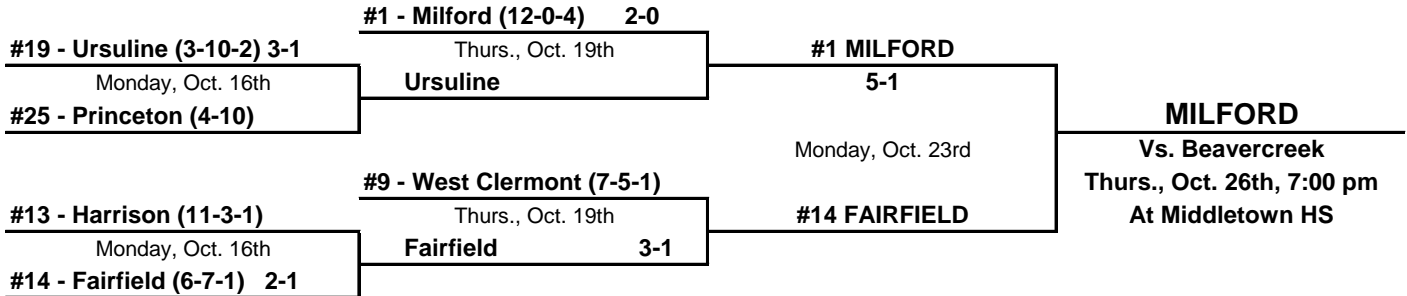 #1 - Milford (12-0-4) 2-0
#19 - Ursuline (3-10-2) 3-1
Thurs., Oct. 19th
#1 MILFORD
Monday, Oct. 16th
Ursuline
5-1
#25 - Princeton (4-10)
MILFORD
Monday, Oct. 23rd
Vs. Beavercreek
#9 - West Clermont (7-5-1)
Thurs., Oct. 26th, 7:00 pm
#13 - Harrison (11-3-1)
Thurs., Oct. 19th
#14 FAIRFIELD
At Middletown HS
Monday, Oct. 16th
Fairfield 3-1
#14 - Fairfield (6-7-1) 2-1